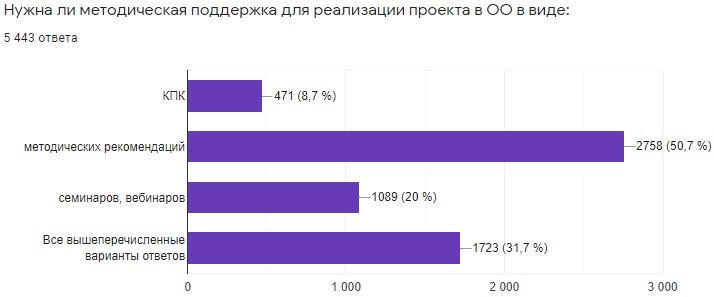 Нужна ли методическая поддержка для реализации проекта в ОО в виде:
5 443 ответа
КПК
471 (8,7 %)
методических рекомендаций
2758 (50,7 %)
семинаров, вебинаров
1089 (20 %)
Все вышеперечисленные
варианты ответов
1723 (31,7 %)
0
1 000
2 000
3 000